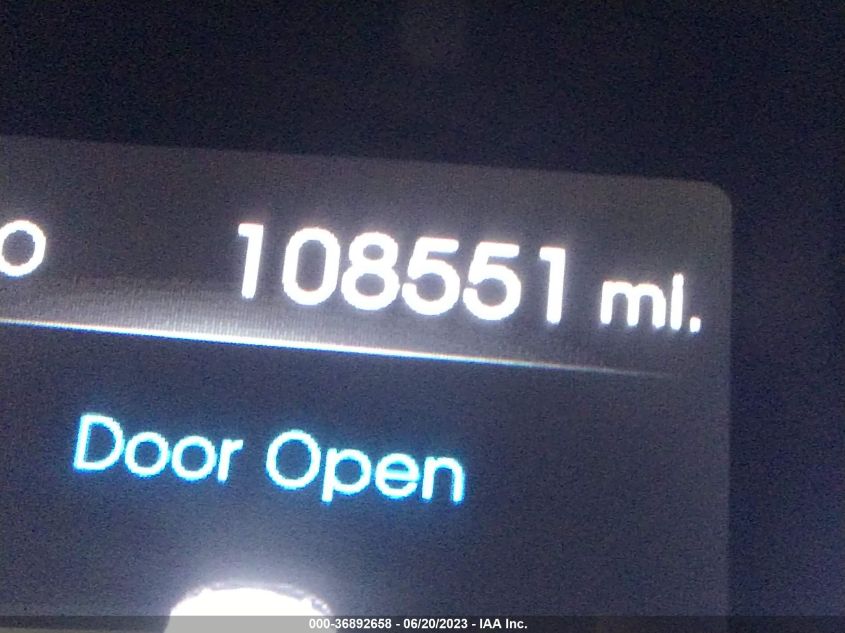 O 108551 mi.
Door Open
000-36892658 - 06/20/2023 - IAA Inc.